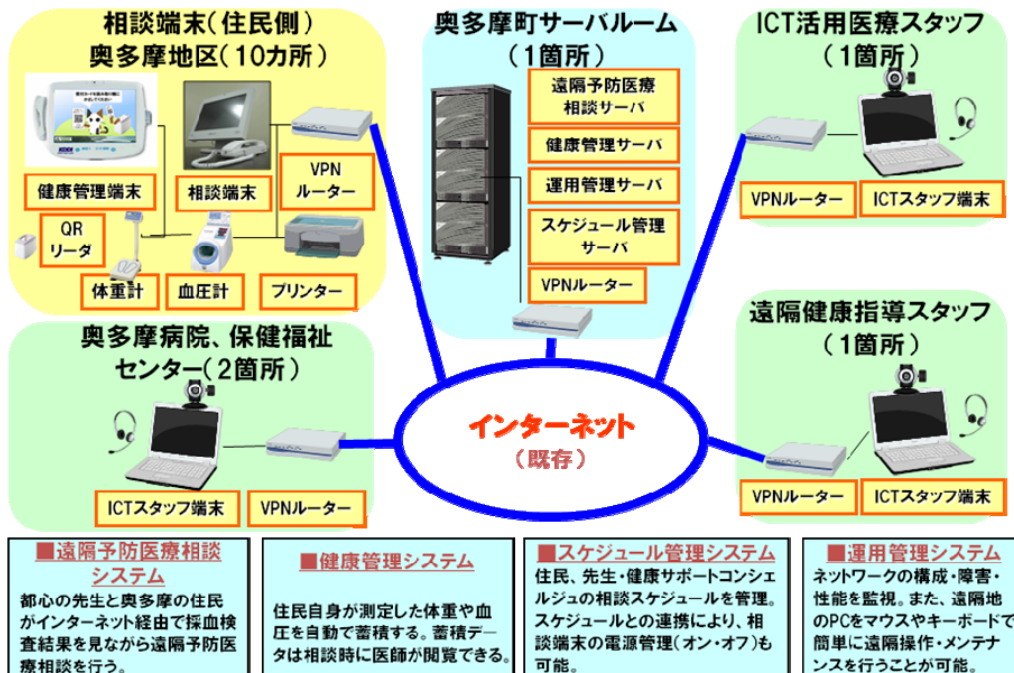 相談端末(住民側)
奥多摩地区(10カ所)
健康管理端末
相談端末
VPN
ルーター
QR
リーダ
体重計
血圧計
プリンター
奥多摩町サーバルーム
(1箇所)
遠隔予防医療
相談サーバ
健康管理サーバ
運用管理サーバ
スケジュール管理
サーバ
VPNルーター
ICT活用医療スタッフ
(1箇所)
VPNルーター
ICTスタッフ端末
奥多摩病院、保健福祉
センター(2箇所)
ICTスタッフ端末
VPNルーター
インターネット
(既存)
遠隔健康指導スタッフ
(1箇所)
VPNルーター
ICTスタッフ端末
■遠隔予防医療相談
システム
都心の先生と奥多摩の住民
がインターネット経由で採血検
査結果を見ながら遠隔予防医
療相談を行う。
■健康管理システム
住民自身が測定した体重や血
圧を自動で蓄積する。蓄積デー
タは相談時に医師が閲覧できる。
■スケジュール管理システム
住民、先生・健康サポートコンシェ
ルジュの相談スケジュールを管理。
スケジュールとの連携により、相
談端末の電源管理(オン・オフ)も
可能。
■運用管理システム
ネットワークの構成・障害・
性能を監視。また、遠隔地
のPCをマウスやキーボードで
簡単に遠隔操作・メンテナ
ンスを行うことが可能。